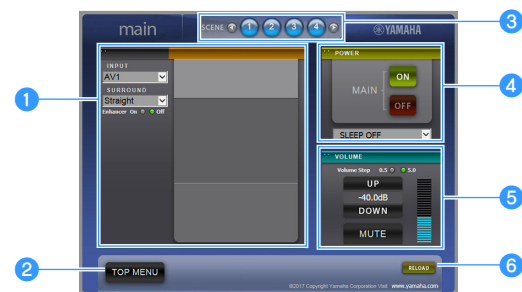 main
SCENE 1 2 3 4
YAMAHA
3
POWER
INPUT
AV1
SURROUND
Straight
Enhancer On Off
MAIN
ON
OFF
4
SLEEP OFF
1
VOLUME
Volume Step 0.5 5.0
UP
-40.0dB
DOWN
MUTE
5
TOP MENU
2
RELOAD
6
©2017 Copyright Yamaha Corporation Visit www.yamaha.com